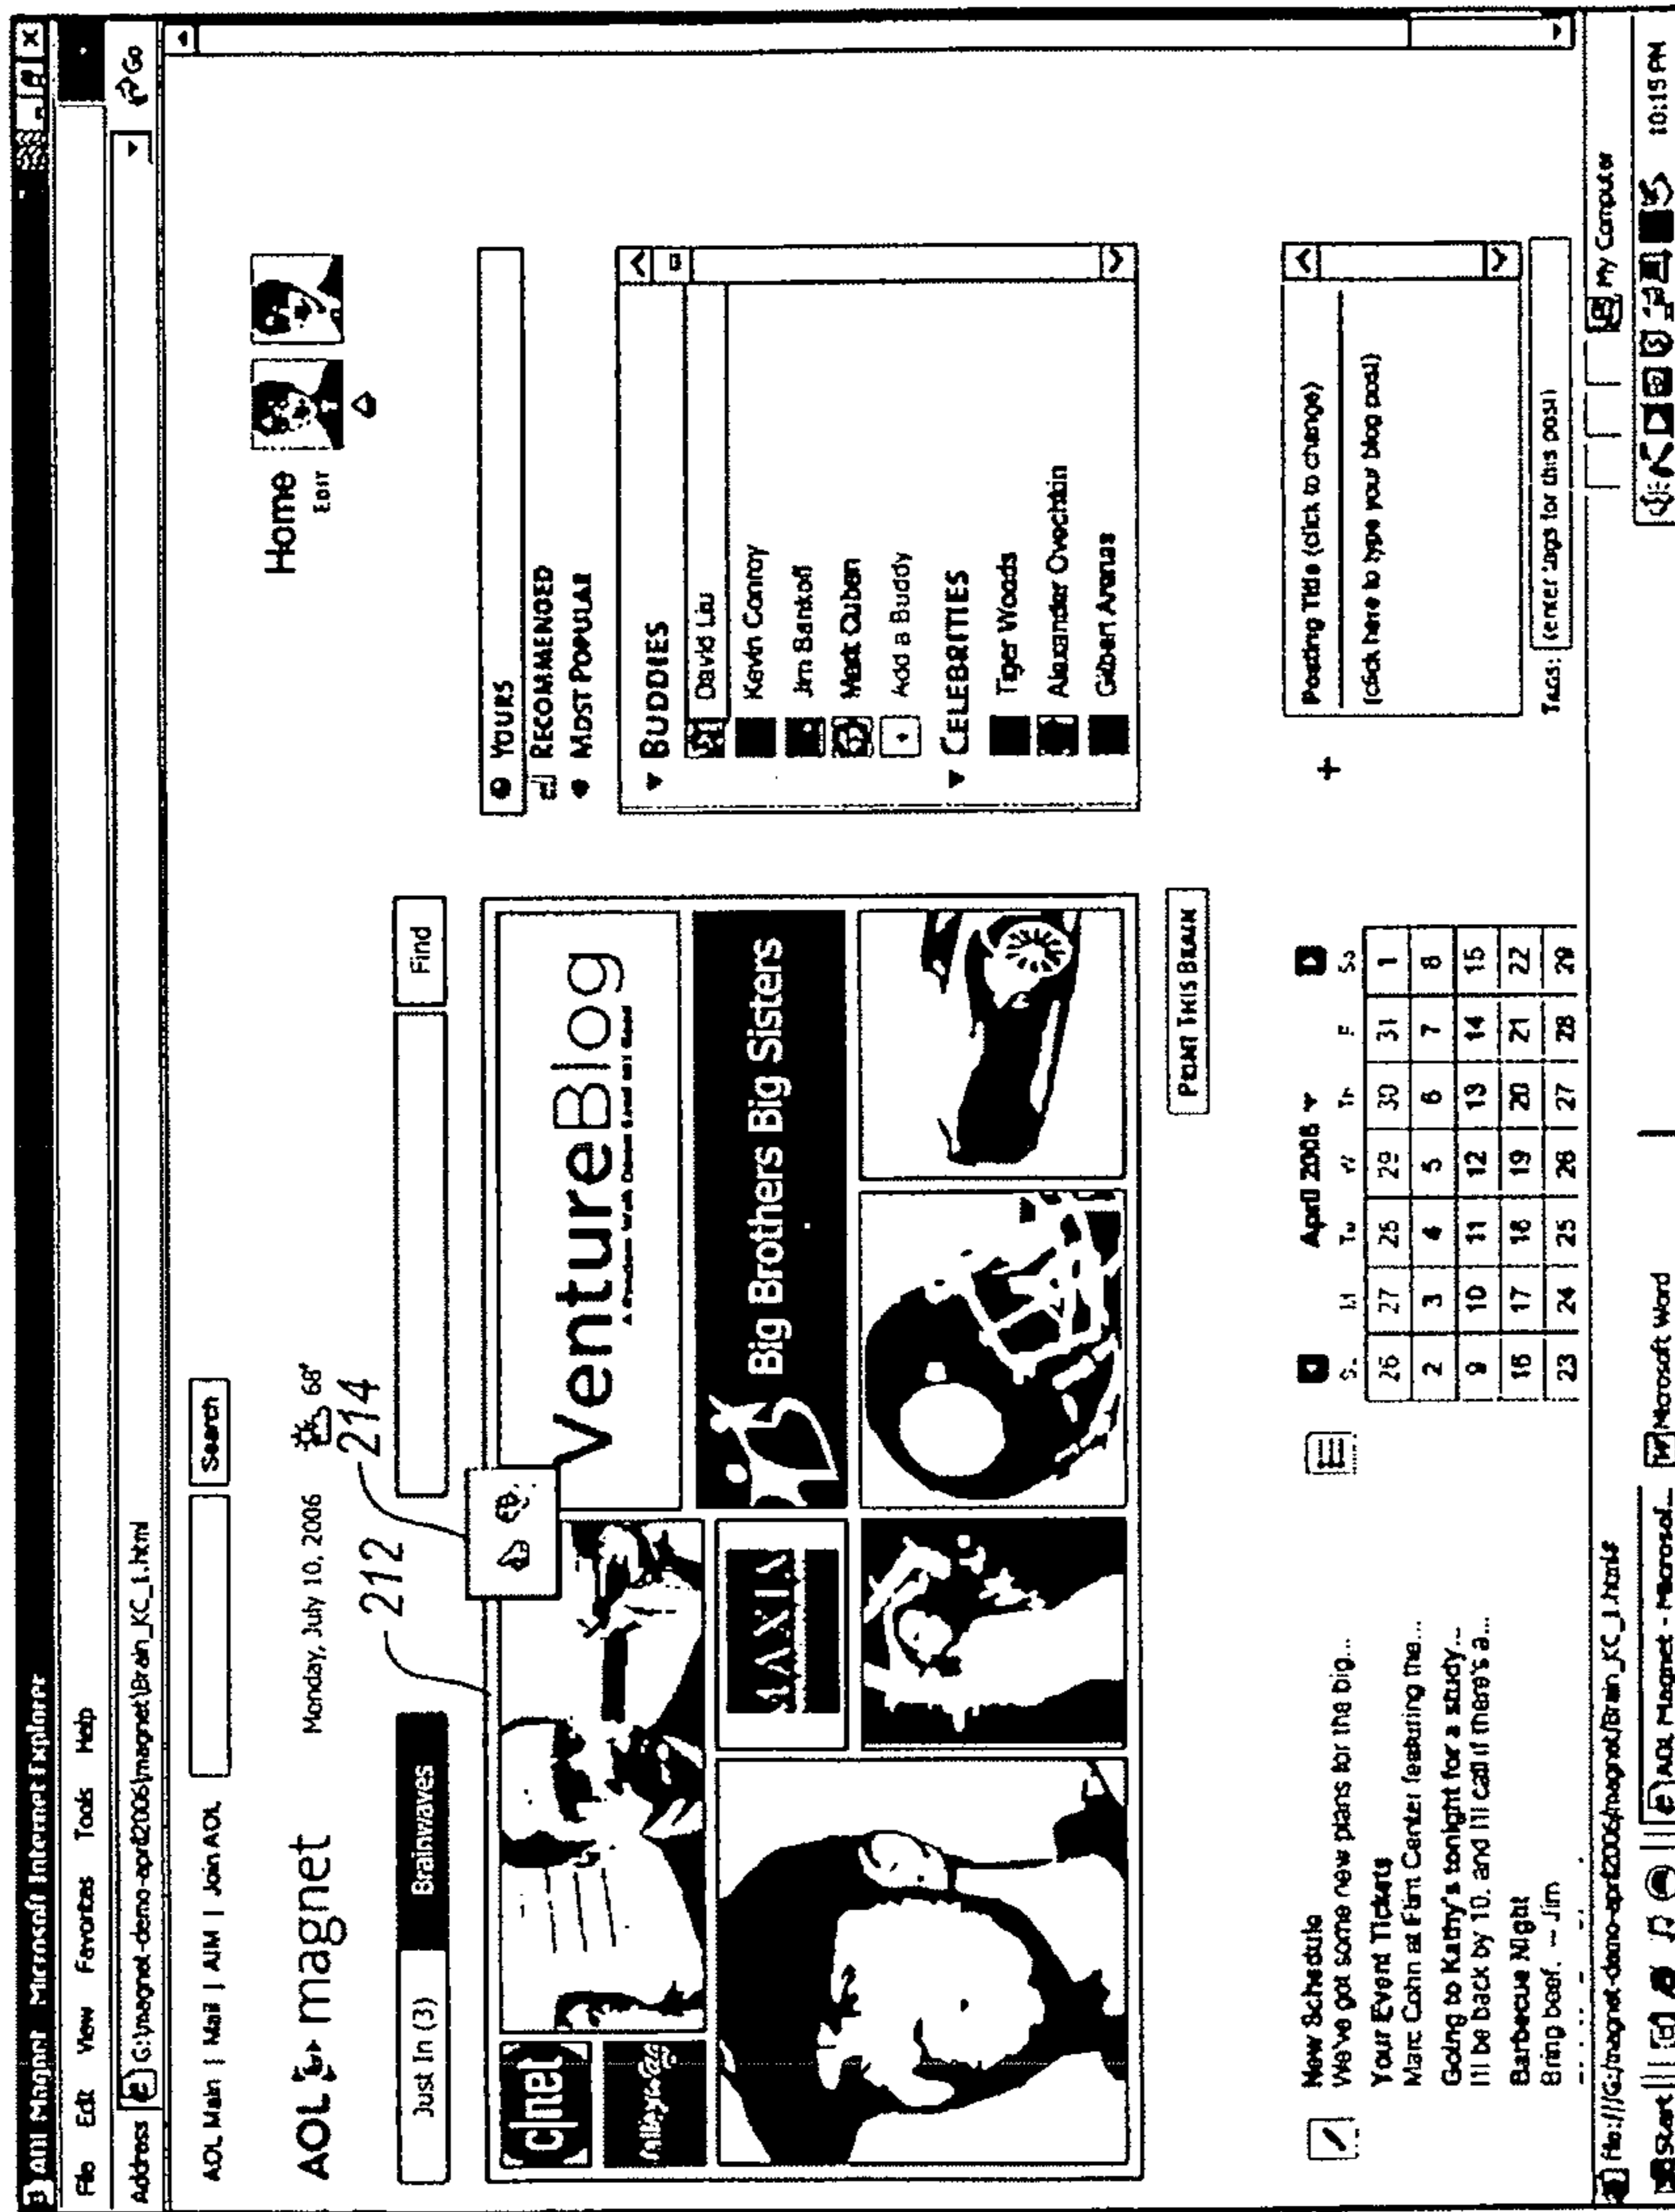 AOL Magnet Microsoft Internet Explorer
File Edit View Favorites Tools Help
Address G:\magnet-demo-april2006\magnet\Brain_KC_1.html Go
AOL Main | Mail | AIM | Join AOL Search
AOL magnet Monday, July 10, 2006 68°
Home
EDIT
212
214
Just In (3) Brainwaves Find
c|net
VentureBlog
Big Brothers Big Sisters
YOURS
RECOMMENDED
MOST POPULAR
BUDDIES
David Liu
Kevin Conroy
Jim Bankoff
Mark Cuban
Add a Buddy
CELEBRITIES
Tiger Woods
Alexander Ovechkin
Gilbert Arenas
PRINT THIS BRAIN
New Schedule
We've got some new plans for the big...
Your Event Tickets
Marc Cohn at Flint Center featuring the...
Going to Kathy's tonight for a study...
I'll be back by 10, and I'll call if there's a...
Barbecue Night
Bring beef. -- Jim
April 2006
M Tu W Th F Sa
26 27 28 29 30 31 1
2 3 4 5 6 7 8
9 10 11 12 13 14 15
16 17 18 19 20 21 22
23 24 25 26 27 28 29
+
Posting Title (click to change)
(click here to type your blog post)
TAGS: (enter tags for this post)
File:///G:/magnet-demo-april2006/magnet/Brain_KC_1.html# My Computer
Start AOL Magnet - Microsof... Microsoft Word 10:15 PM